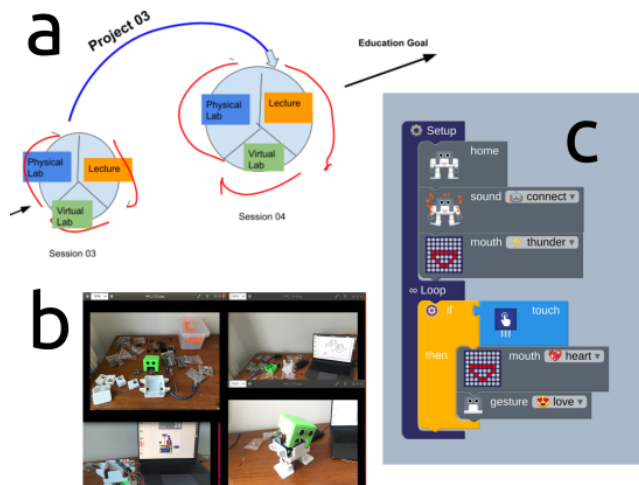 a
Project 03
Education Goal
Physical Lab
Lecture
Virtual Lab
Session 03
Physical Lab
Lecture
Virtual Lab
Session 04
b
c
Setup
home
sound connect
mouth thunder
∞ Loop
if touch
then mouth heart
gesture love